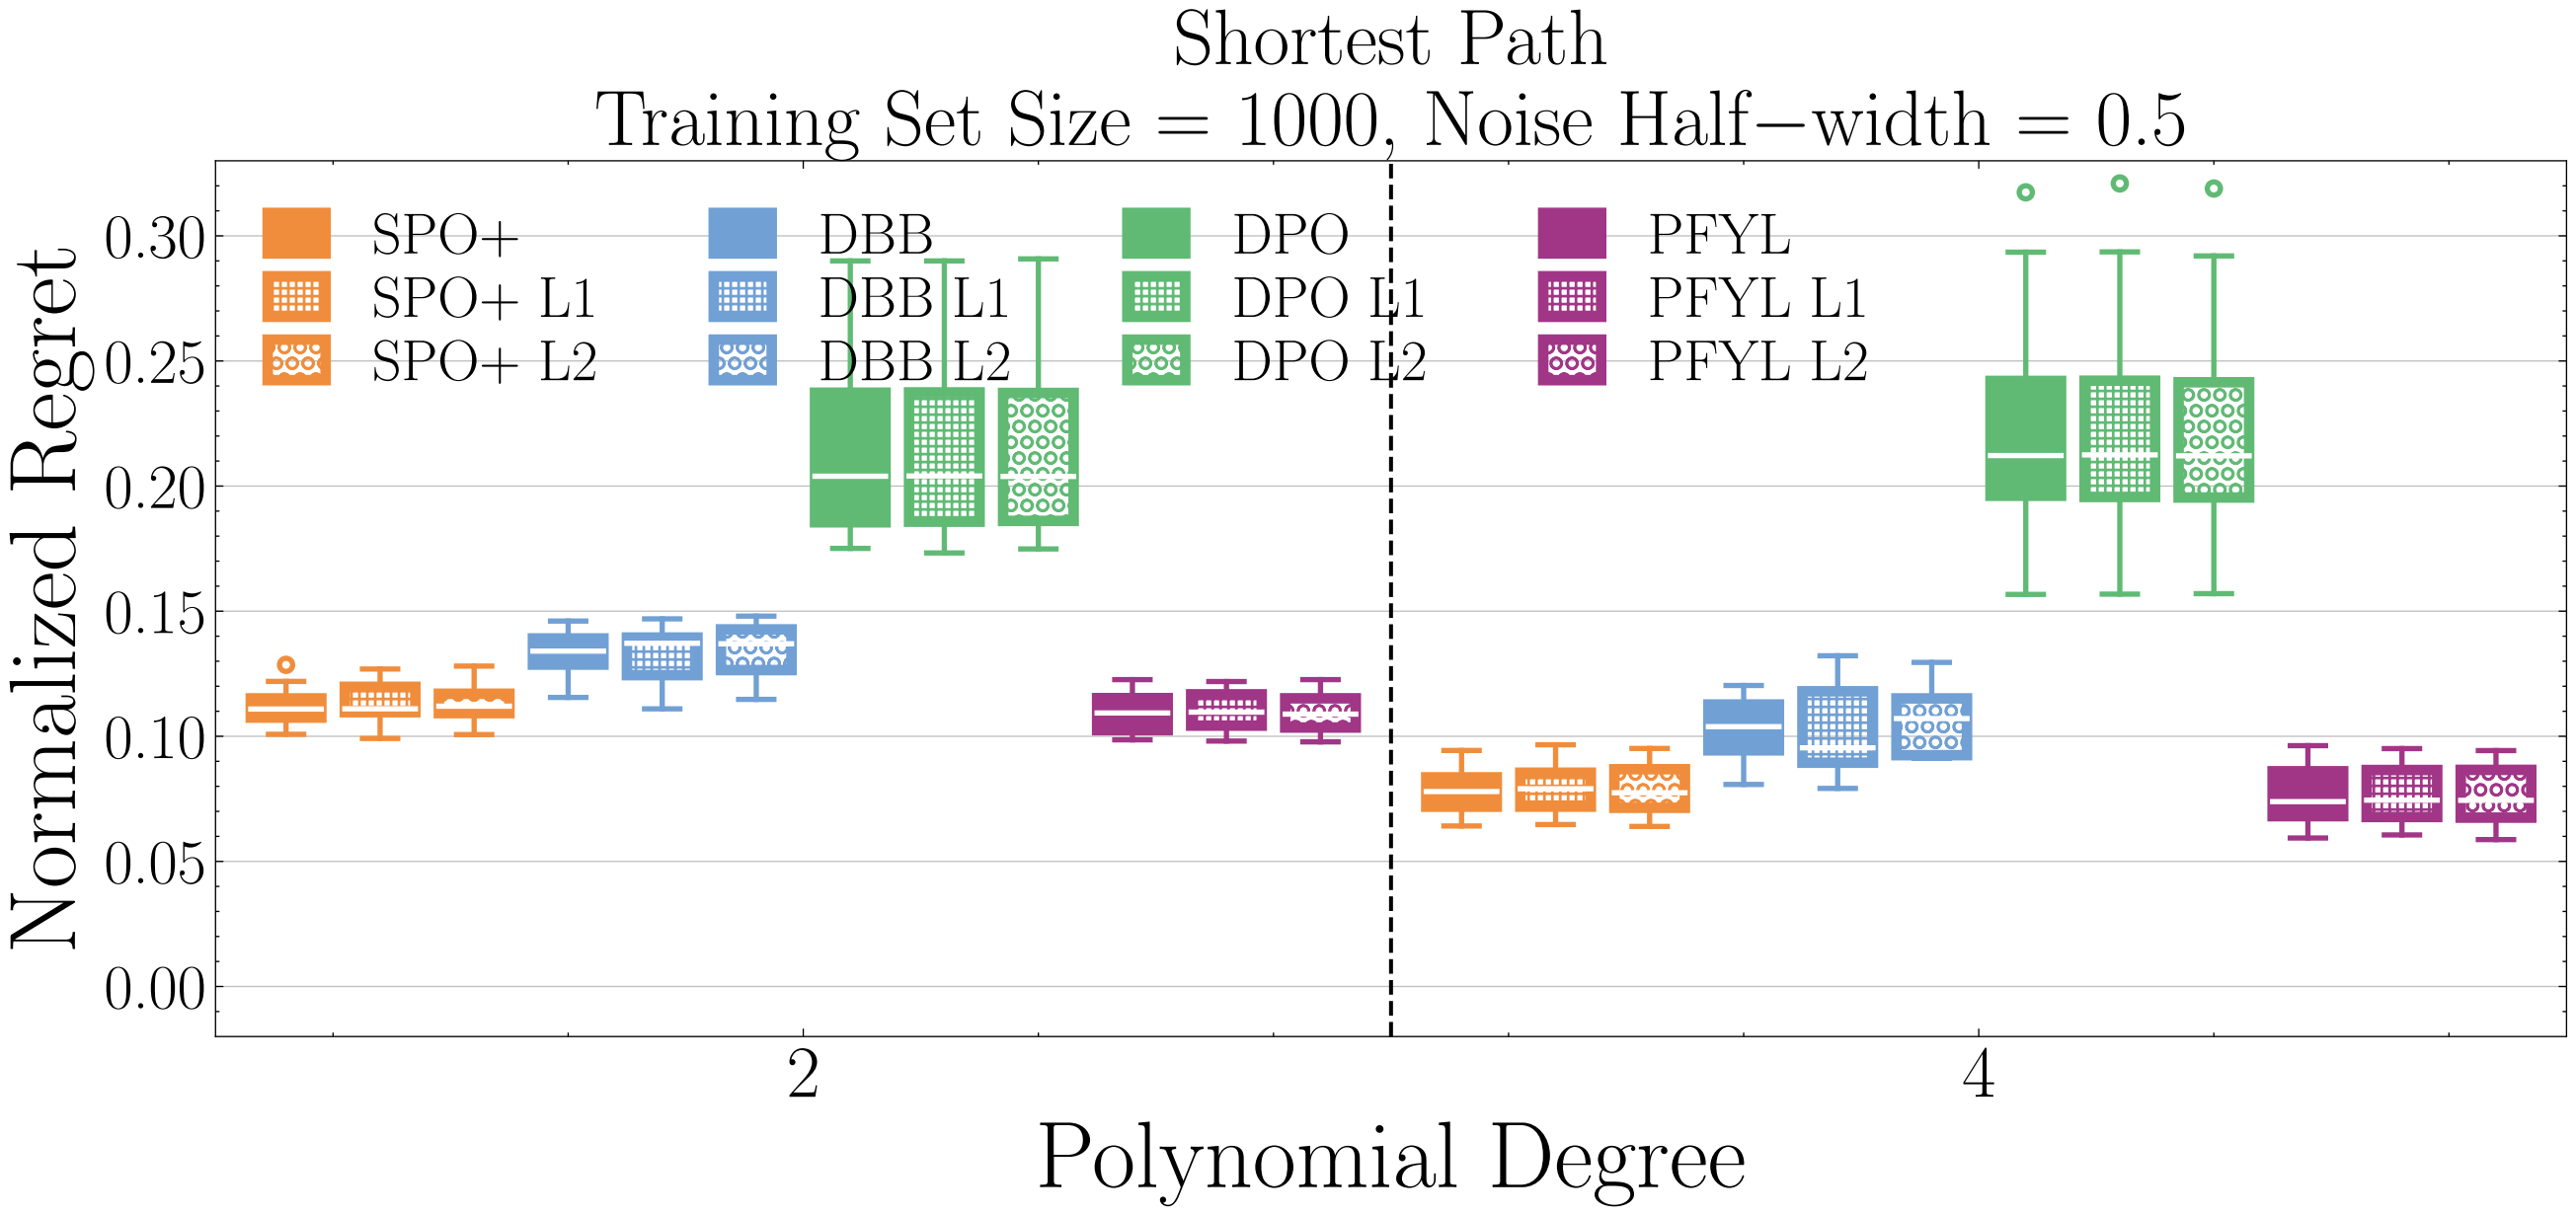 Shortest Path
Training Set Size = 1000, Noise Half−width = 0.5
Normalized Regret
0.30
0.25
0.20
0.15
0.10
0.05
0.00
SPO+
SPO+ L1
SPO+ L2
DBB
DBB L1
DBB L2
DPO
DPO L1
DPO L2
PFYL
PFYL L1
PFYL L2
2
4
Polynomial Degree